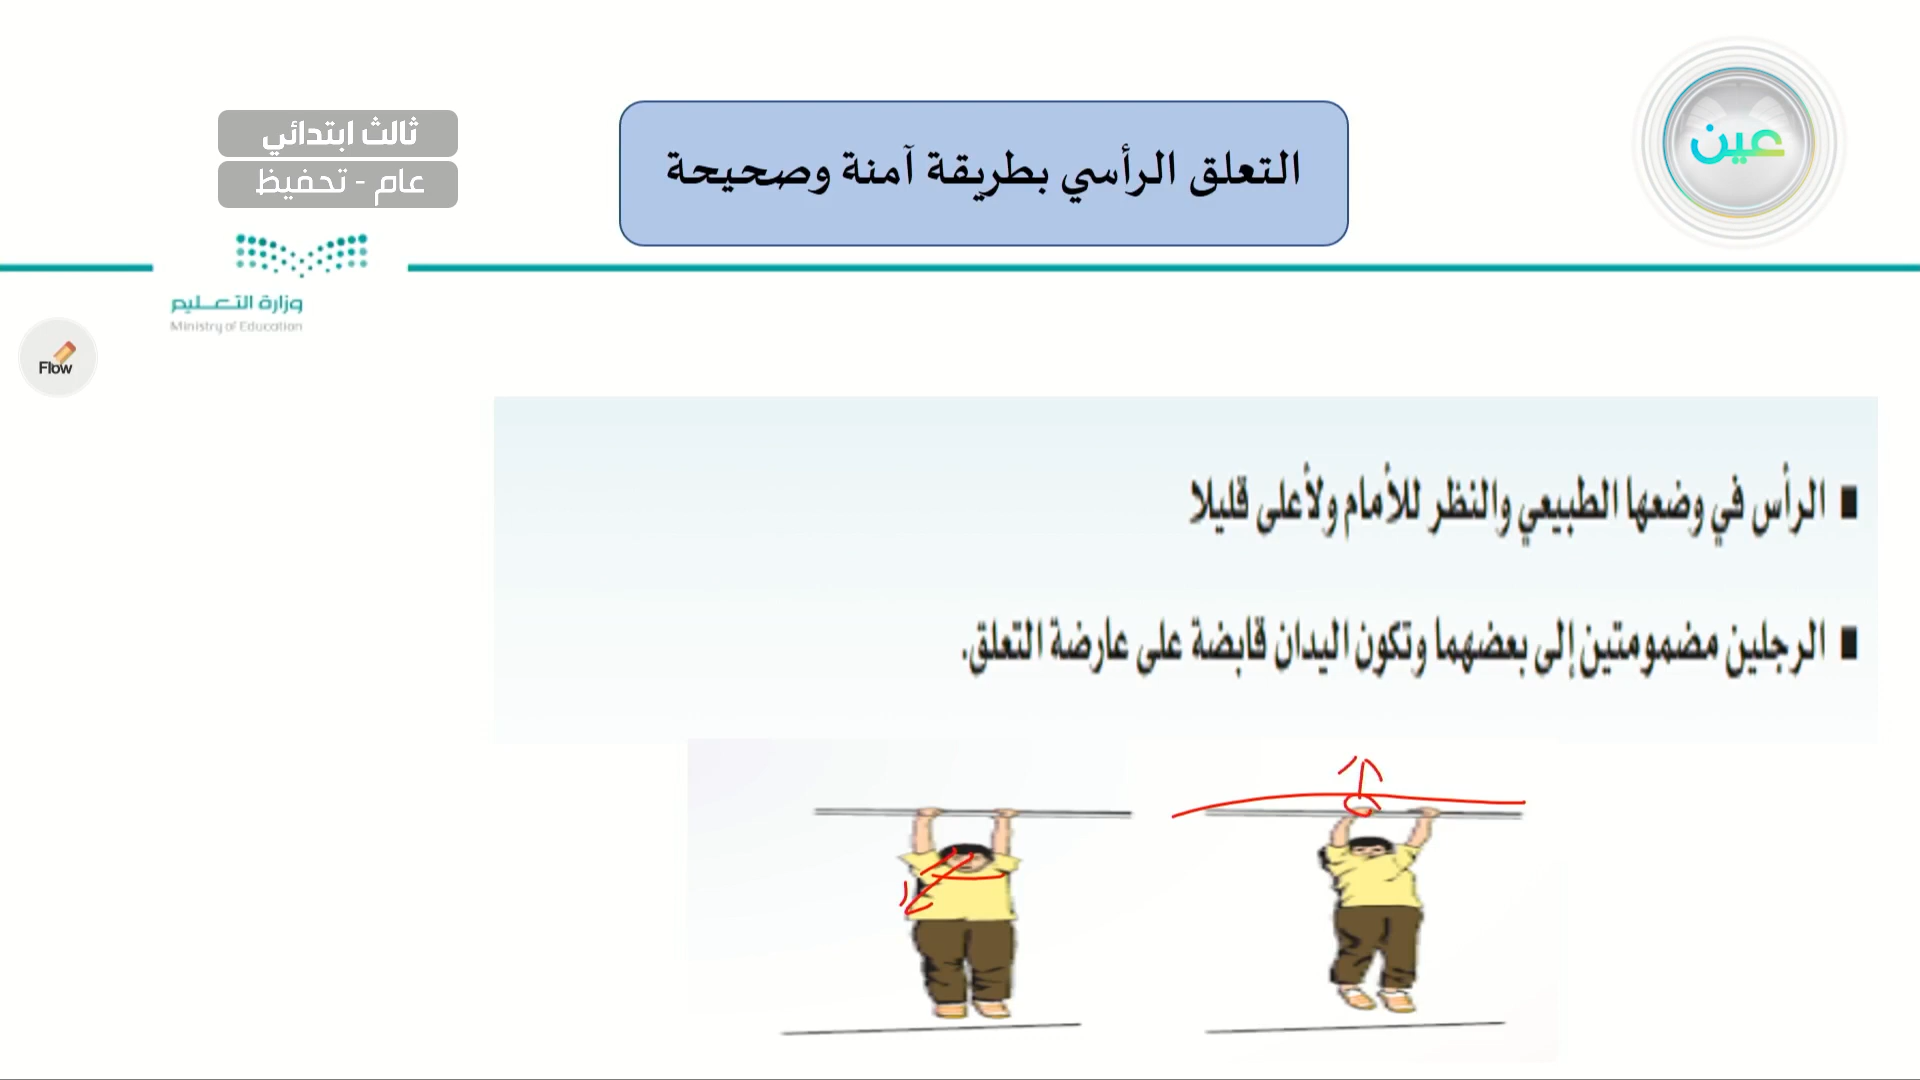 عين
التعلق الرأسي بطريقة آمنة وصحيحة
ثالث ابتدائي
عام - تحفيظ
وزارة التعـليم
Ministry of Education
Flow
■ الرأس في وضعها الطبيعي والنظر للأمام ولأعلى قليلا
■ الرجلين مضمومتين إلى بعضهما وتكون اليدان قابضة على عارضة التعلق.